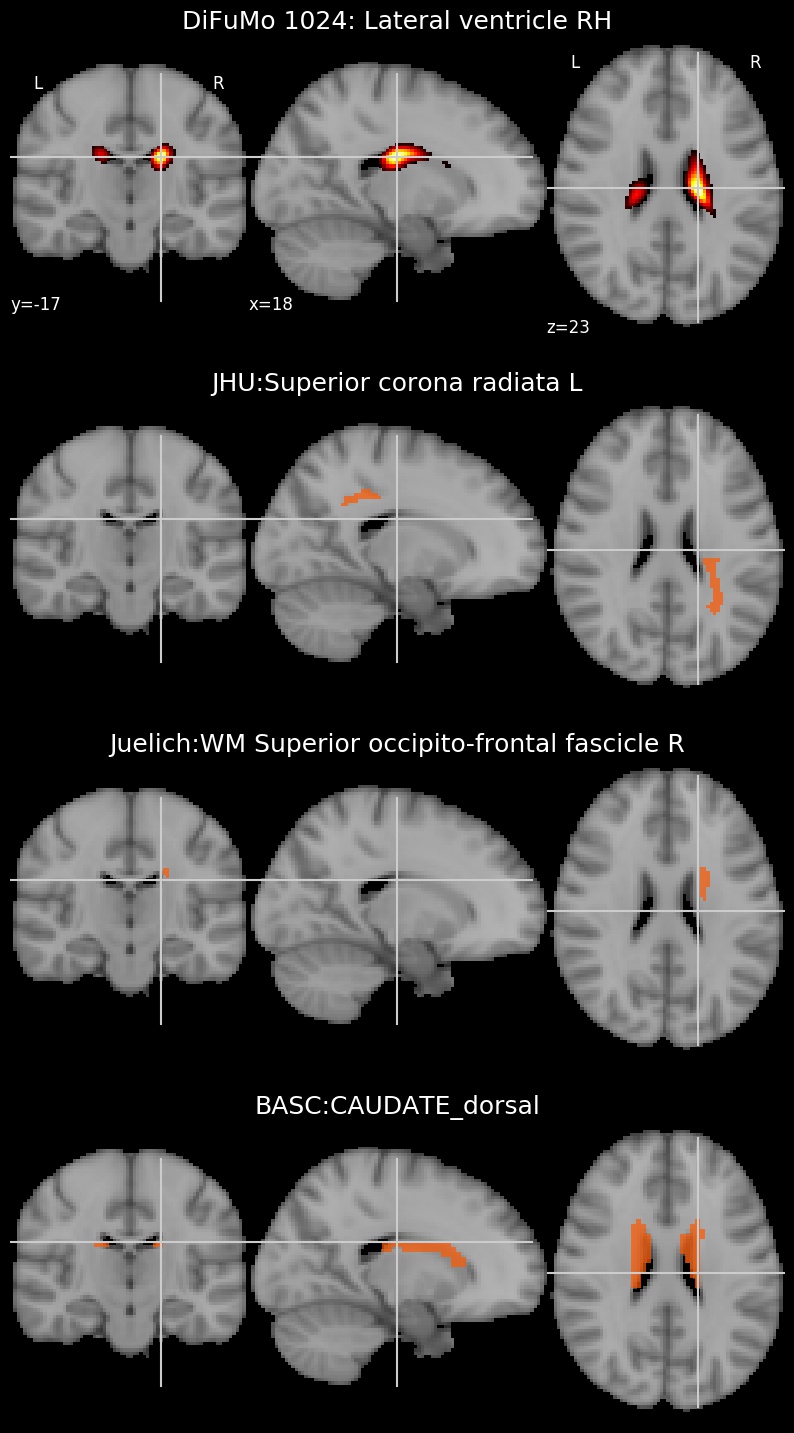 DiFuMo 1024: Lateral ventricle RH
L R
L R
y=-17
x=18
z=23
JHU:Superior corona radiata L
Juelich:WM Superior occipito-frontal fascicle R
BASC:CAUDATE_dorsal